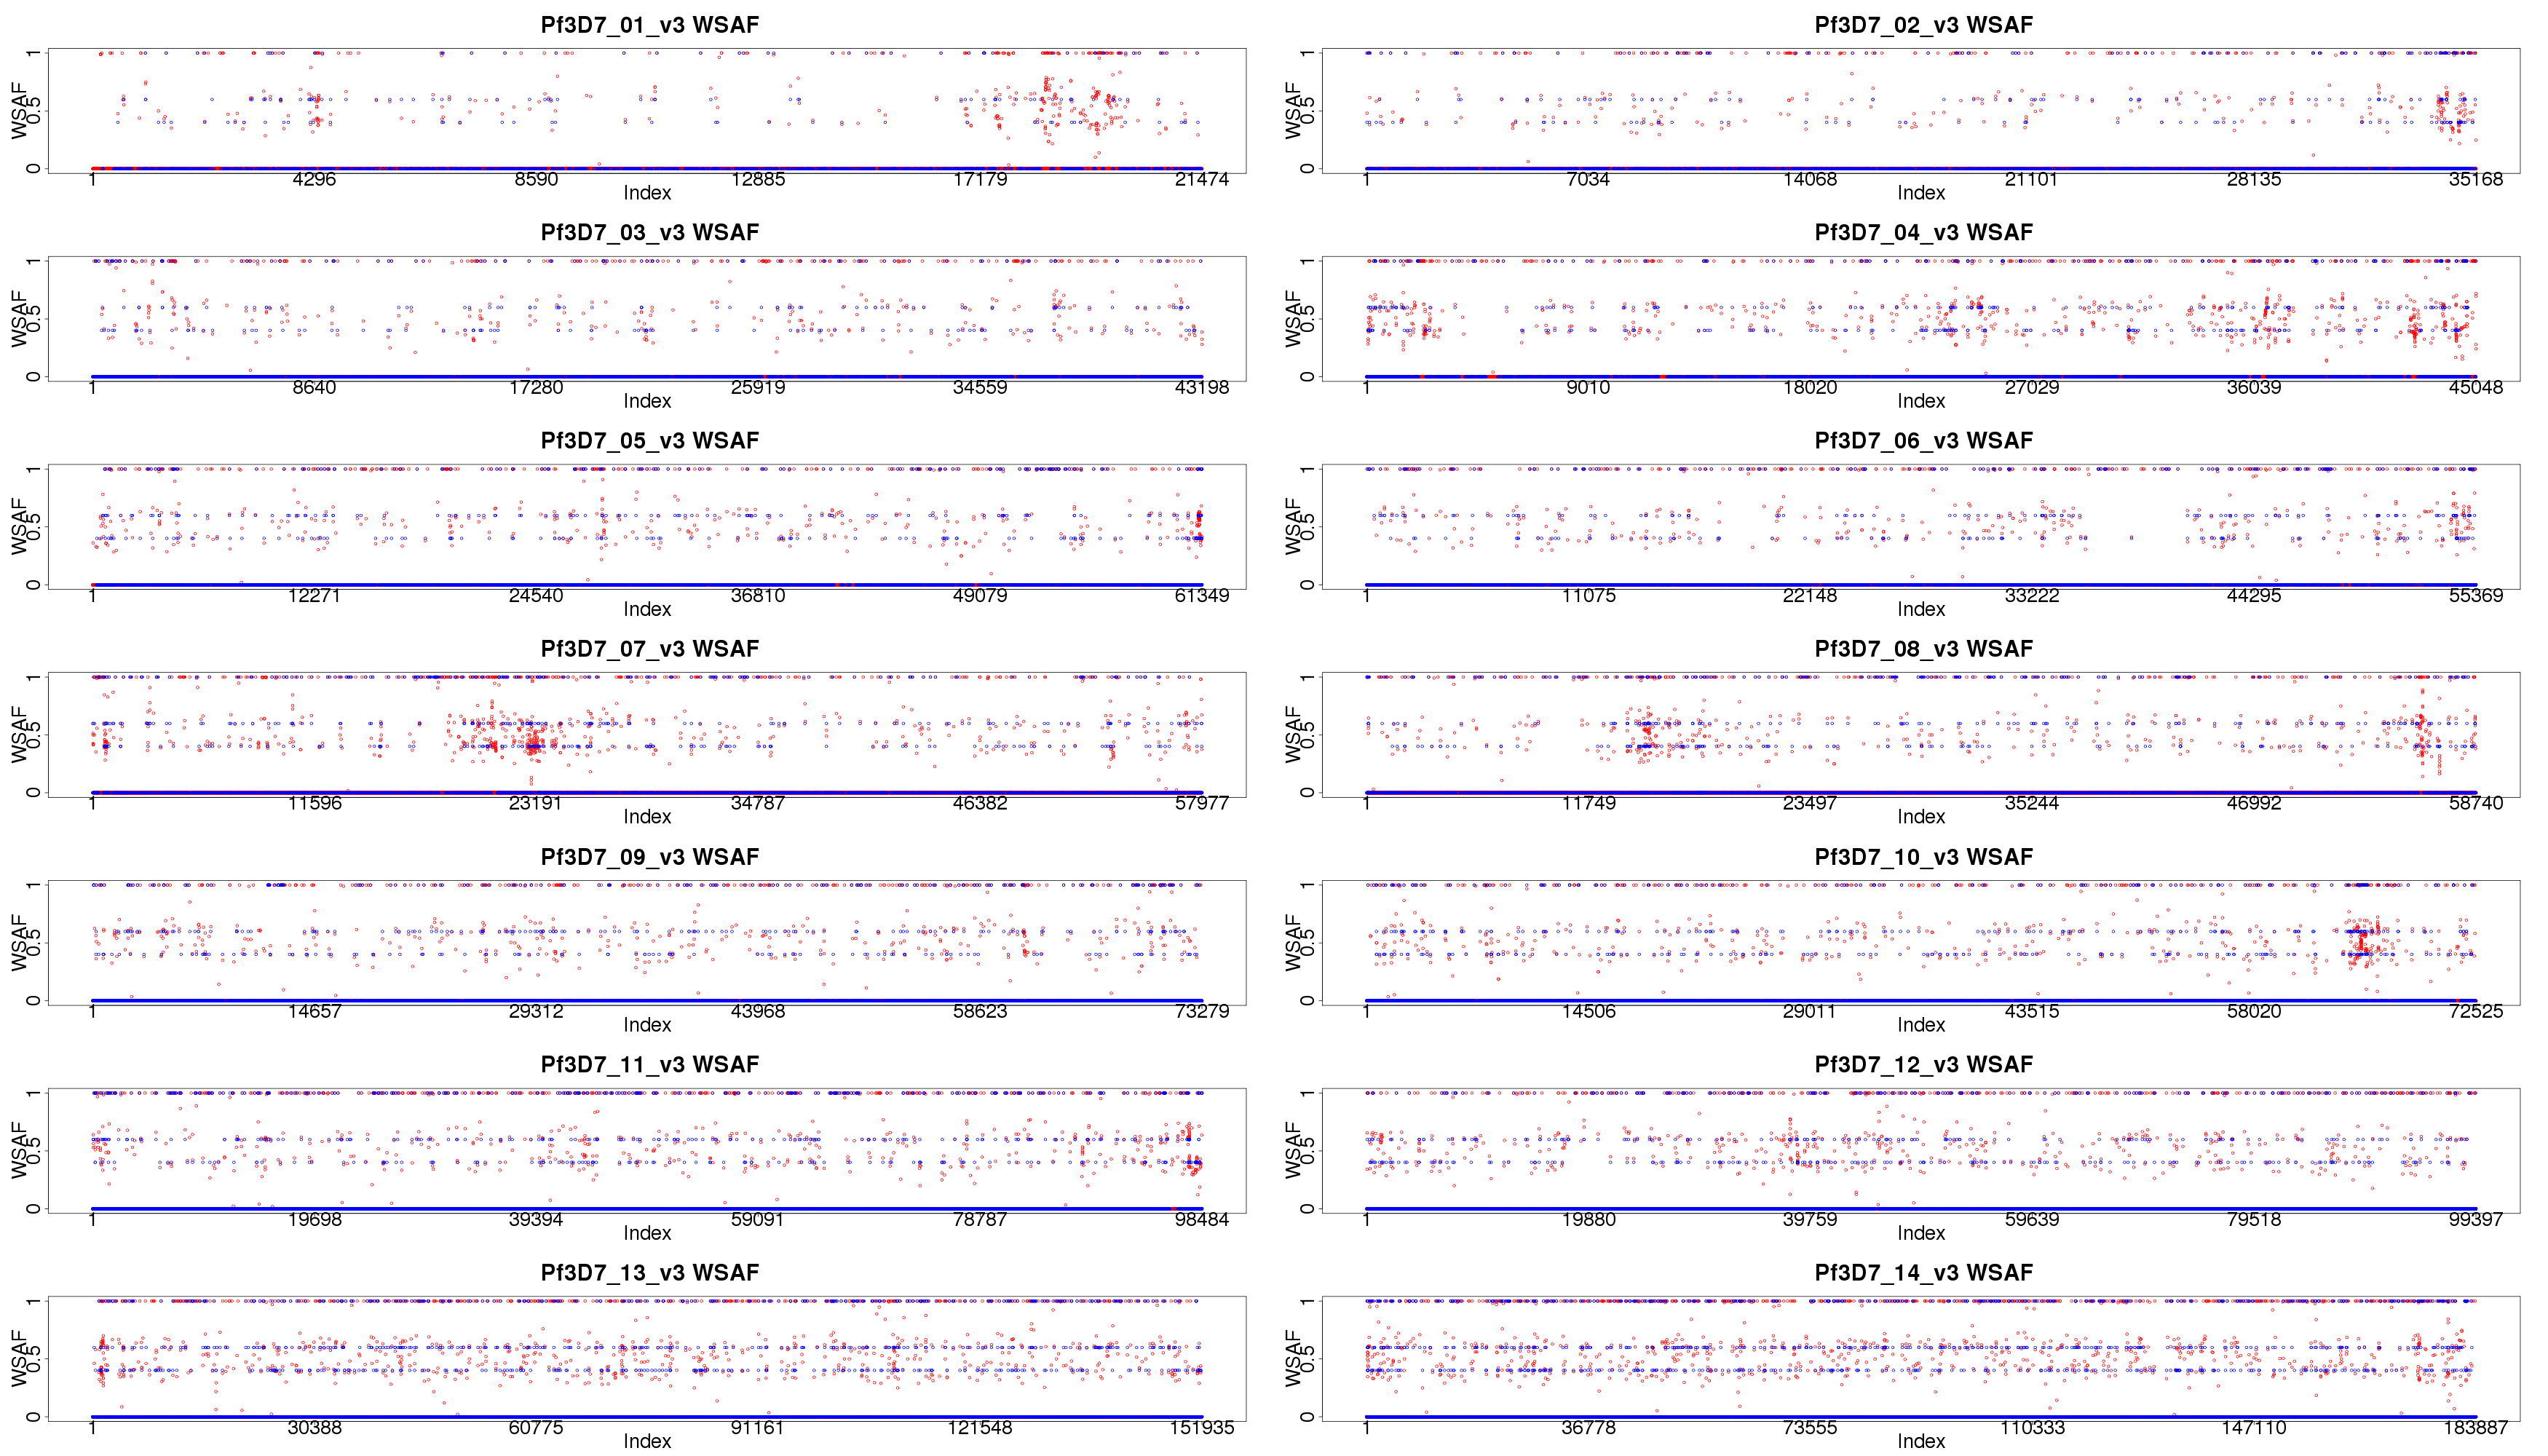 Pf3D7_01_v3 WSAF
WSAF
0 0.5 1
1 4296 8590 12885 17179 21474
Index
Pf3D7_02_v3 WSAF
WSAF
0 0.5 1
1 7034 14068 21101 28135 35168
Index
Pf3D7_03_v3 WSAF
WSAF
0 0.5 1
1 8640 17280 25919 34559 43198
Index
Pf3D7_04_v3 WSAF
WSAF
0 0.5 1
1 9010 18020 27029 36039 45048
Index
Pf3D7_05_v3 WSAF
WSAF
0 0.5 1
1 12271 24540 36810 49079 61349
Index
Pf3D7_06_v3 WSAF
WSAF
0 0.5 1
1 11075 22148 33222 44295 55369
Index
Pf3D7_07_v3 WSAF
WSAF
0 0.5 1
1 11596 23191 34787 46382 57977
Index
Pf3D7_08_v3 WSAF
WSAF
0 0.5 1
1 11749 23497 35244 46992 58740
Index
Pf3D7_09_v3 WSAF
WSAF
0 0.5 1
1 14657 29312 43968 58623 73279
Index
Pf3D7_10_v3 WSAF
WSAF
0 0.5 1
1 14506 29011 43515 58020 72525
Index
Pf3D7_11_v3 WSAF
WSAF
0 0.5 1
1 19698 39394 59091 78787 98484
Index
Pf3D7_12_v3 WSAF
WSAF
0 0.5 1
1 19880 39759 59639 79518 99397
Index
Pf3D7_13_v3 WSAF
WSAF
0 0.5 1
1 30388 60775 91161 121548 151935
Index
Pf3D7_14_v3 WSAF
WSAF
0 0.5 1
1 36778 73555 110333 147110 183887
Index